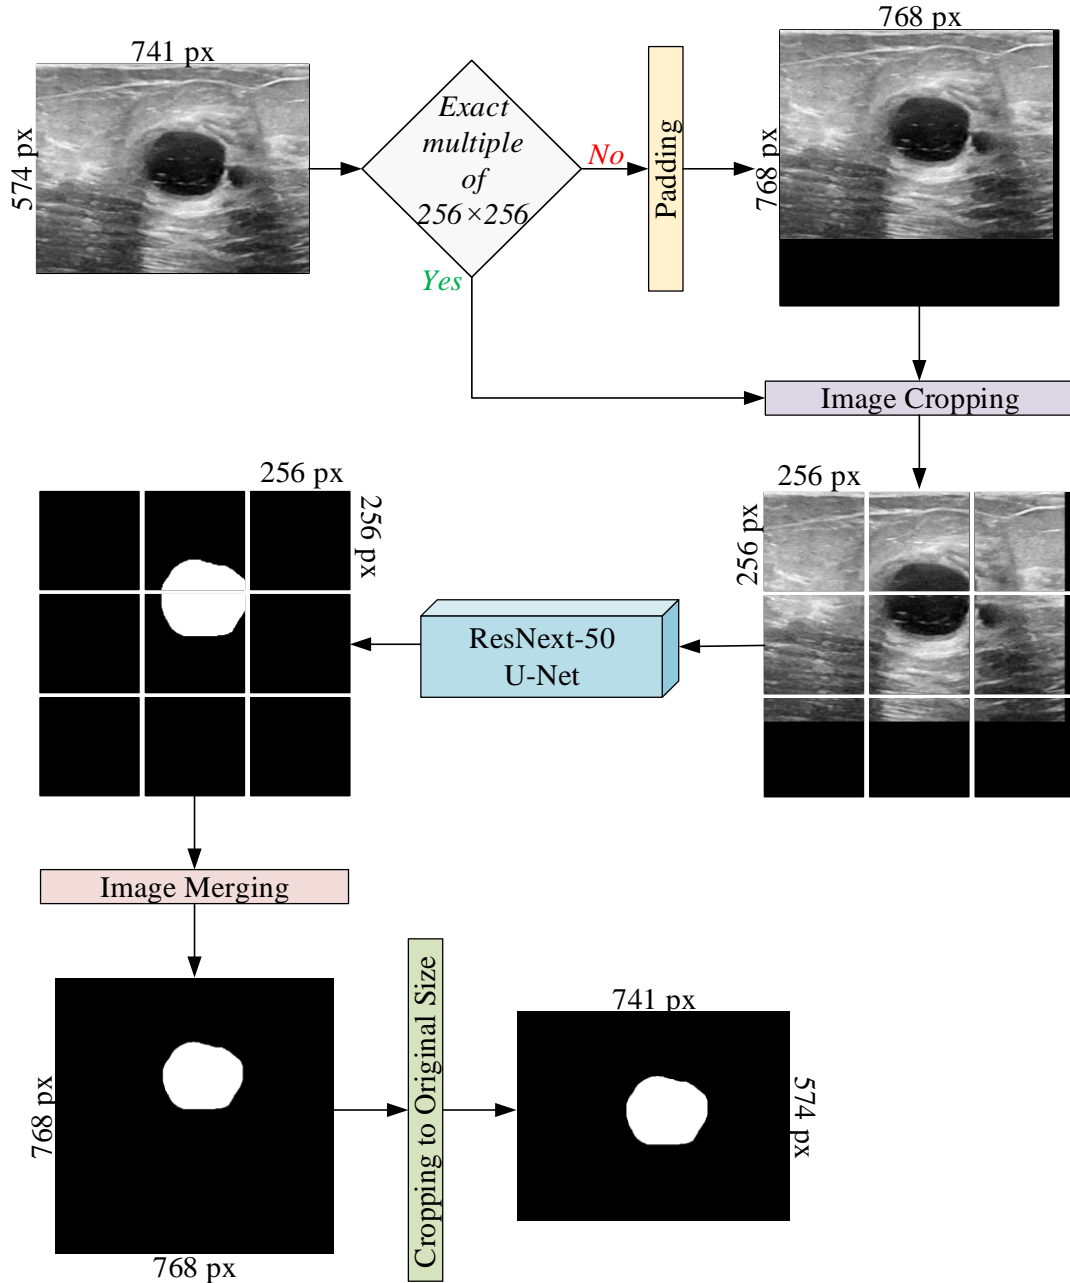 741 px
574 px
Exact
multiple
of
256×256
No
Yes
Padding
768 px
768 px
Image Cropping
256 px
256 px
ResNext-50
U-Net
256 px
256 px
Image Merging
768 px
768 px
Cropping to Original Size
741 px
574 px